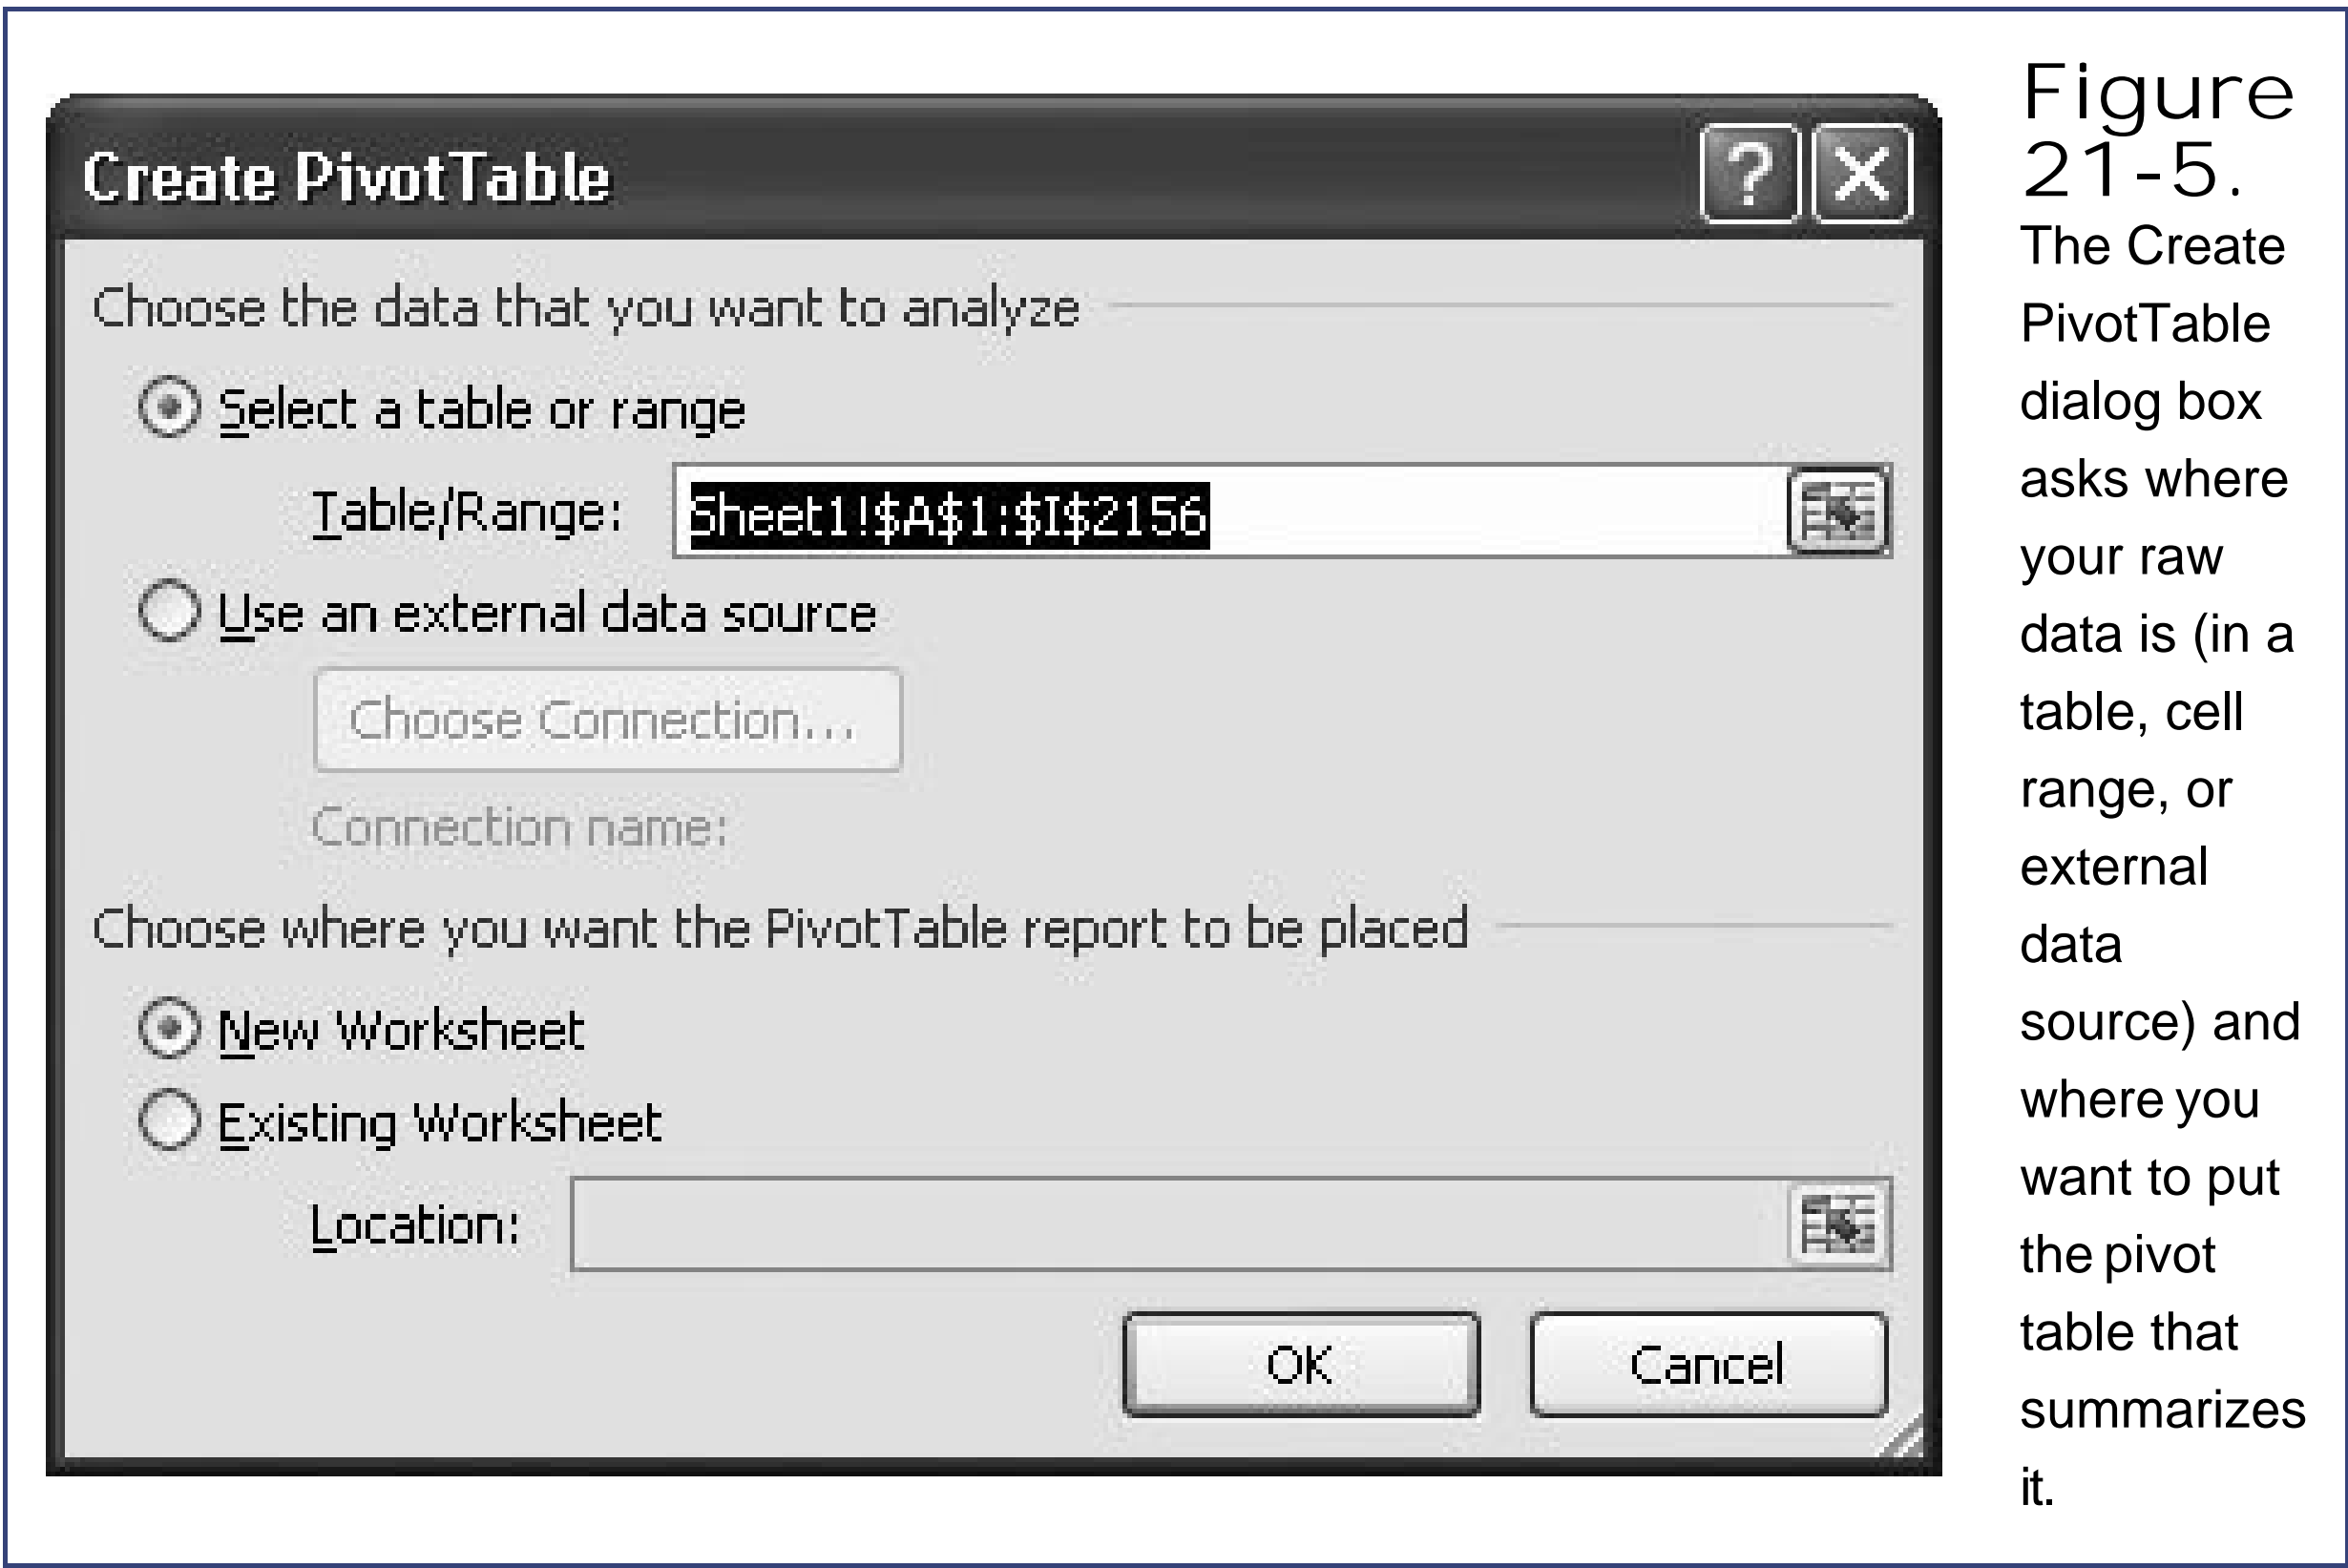 Create PivotTable
Choose the data that you want to analyze
Select a table or range
Table/Range: Sheet1!$A$1:$I$2156
Use an external data source
Choose Connection...
Connection name:
Choose where you want the PivotTable report to be placed
New Worksheet
Existing Worksheet
Location:
OK Cancel
Figure
21-5.
The Create
PivotTable
dialog box
asks where
your raw
data is (in a
table, cell
range, or
external
data
source) and
where you
want to put
the pivot
table that
summarizes
it.